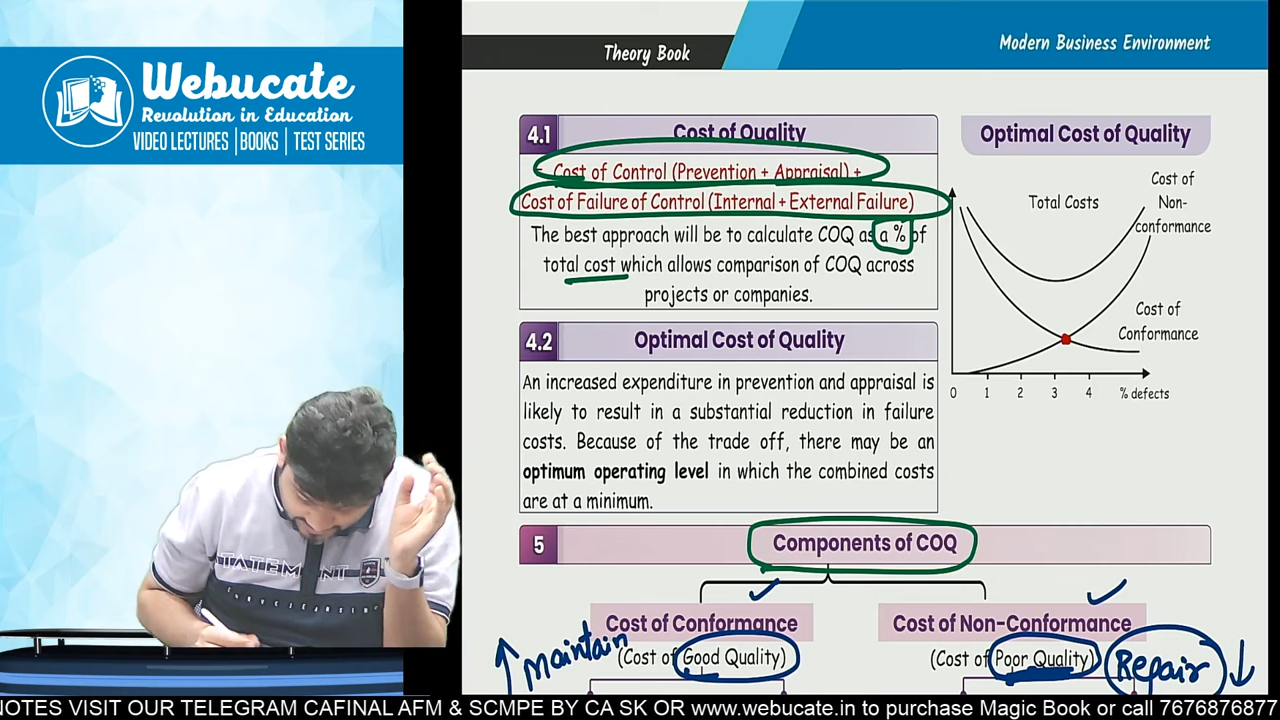 Webucate
Revolution in Education
VIDEO LECTURES | BOOKS | TEST SERIES
Theory Book
Modern Business Environment
4.1 Cost of Quality
= Cost of Control (Prevention + Appraisal) +
Cost of Failure of Control (Internal + External Failure)
The best approach will be to calculate COQ as a % of
total cost which allows comparison of COQ across
projects or companies.
Optimal Cost of Quality
Total Costs
Cost of
Non-
conformance
Cost of
Conformance
0 1 2 3 4 % defects
4.2 Optimal Cost of Quality
An increased expenditure in prevention and appraisal is
likely to result in a substantial reduction in failure
costs. Because of the trade off, there may be an
optimum operating level in which the combined costs
are at a minimum.
5 Components of COQ
Cost of Conformance
(Cost of Good Quality)
Maintain
Cost of Non-Conformance
(Cost of Poor Quality)
Repair
STATEMENT
NOTES VISIT OUR TELEGRAM CAFINAL AFM & SCMPE BY CA SK OR www.webucate.in to purchase Magic Book or call 7676876877